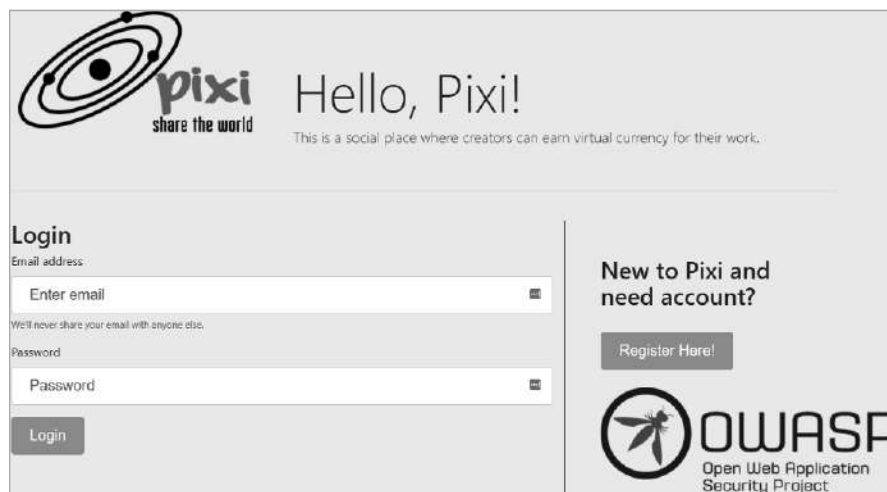 pixi
share the world
Hello, Pixi!
This is a social place where creators can earn virtual currency for their work.
Login
Email address
Enter email
We'll never share your email with anyone else.
Password
Password
Login
New to Pixi and
need account?
Register Here!
OWASP
Open Web Application
Security Project